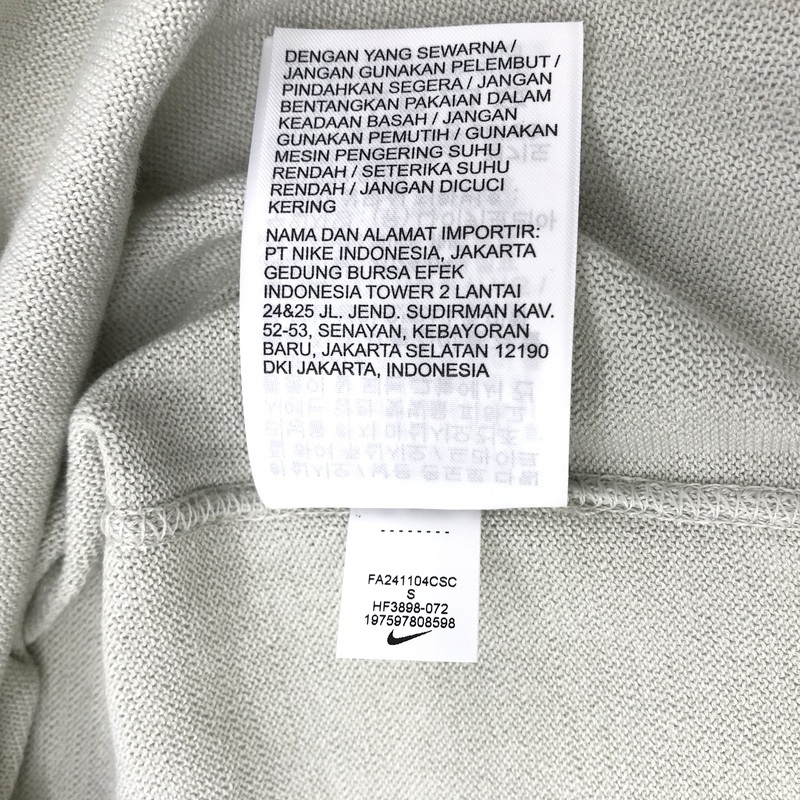 DENGAN YANG SEWARNA /
JANGAN GUNAKAN PELEMBUT /
PINDAHKAN SEGERA / JANGAN
BENTANGKAN PAKAIAN DALAM
KEADAAN BASAH / JANGAN
GUNAKAN PEMUTIH / GUNAKAN
MESIN PENGERING SUHU
RENDAH / SETERIKA SUHU
RENDAH / JANGAN DICUCI
KERING
NAMA DAN ALAMAT IMPORTIR:
PT NIKE INDONESIA, JAKARTA
GEDUNG BURSA EFEK
INDONESIA TOWER 2 LANTAI
24&25 JL. JEND. SUDIRMAN KAV.
52-53, SENAYAN, KEBAYORAN
BARU, JAKARTA SELATAN 12190
DKI JAKARTA, INDONESIA
FA241104CSC
S
HF3898-072
197597808598